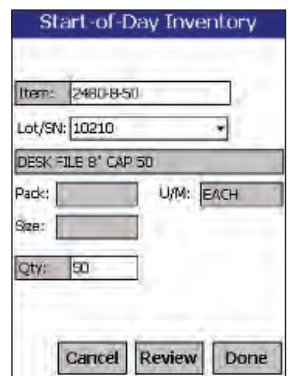 Start-of-Day Inventory
Item: 2480-8-50
Lot/SN: 10210
DESK FILE 8" CAP 50
Pack: U/M: EACH
Size:
Qty: 50
Cancel Review Done